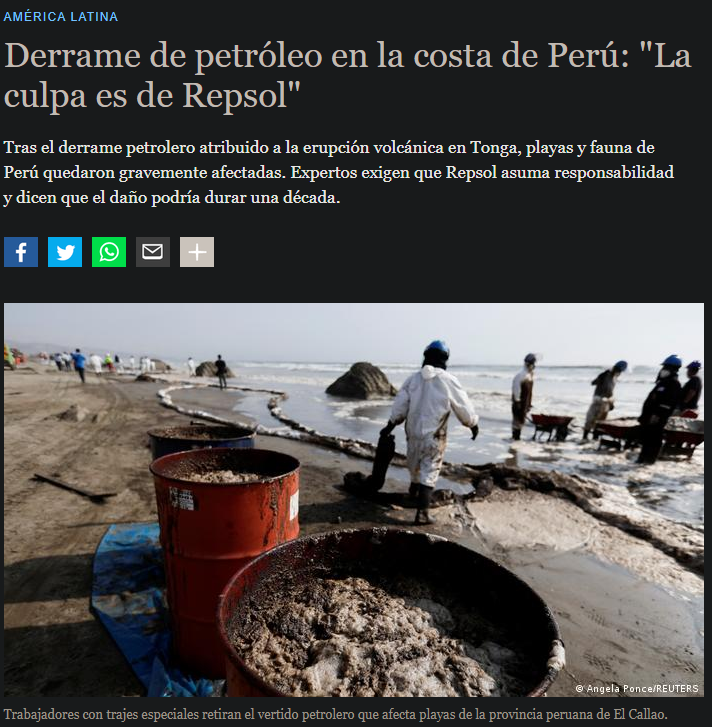 AMÉRICA LATINA
Derrame de petróleo en la costa de Perú: "La
culpa es de Repsol"
Tras el derrame petrolero atribuido a la erupción volcánica en Tonga, playas y fauna de
Perú quedaron gravemente afectadas. Expertos exigen que Repsol asuma responsabilidad
y dicen que el daño podría durar una década.
© Angela Ponce/REUTERS
Trabajadores con trajes especiales retiran el vertido petrolero que afecta playas de la provincia peruana de El Callao.